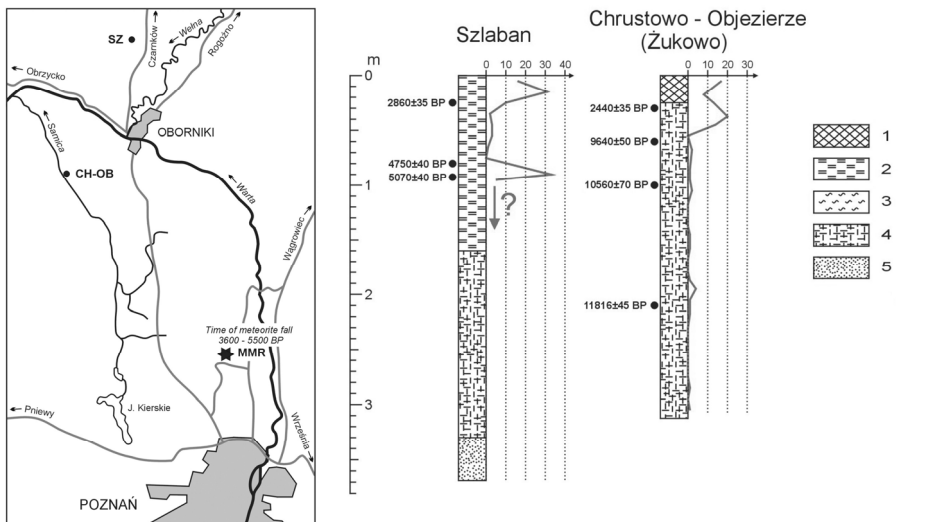 SZ
Czarnków
Wełna
Rogoźno
Obrzycko
OBORNIKI
Samica
CH-OB
Warta
Wągrowiec
Time of meteorite fall
3600 - 5500 BP
MMR
J. Kierskie
Pniewy
Września
POZNAŃ
m
0
1
2
3
Szlaban
0 10 20 30 40
2860±35 BP
4750±40 BP
5070±40 BP
?
Chrustowo - Objezierze
(Żukowo)
0 10 20 30
2440±35 BP
9640±50 BP
10560±70 BP
11816±45 BP
1
2
3
4
5